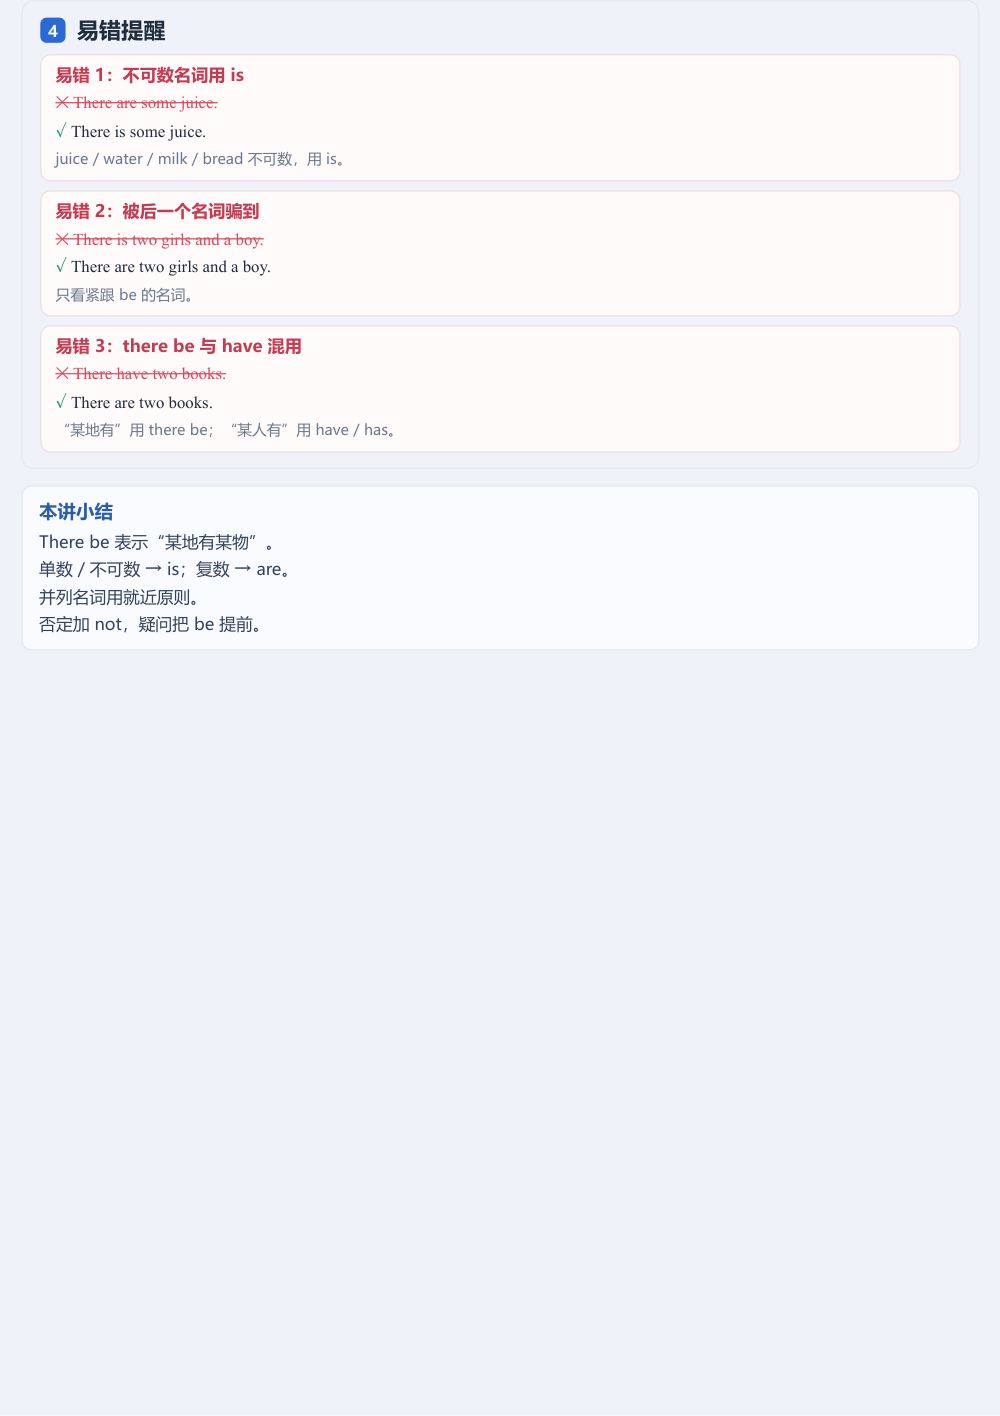 4 易错提醒
易错 1：不可数名词用 is
× There are some juice.
√ There is some juice.
juice / water / milk / bread 不可数，用 is。
易错 2：被后一个名词骗到
× There is two girls and a boy.
√ There are two girls and a boy.
只看紧跟 be 的名词。
易错 3：there be 与 have 混用
× There have two books.
√ There are two books.
“某地有”用 there be；“某人有”用 have / has。
本讲小结
There be 表示“某地有某物”。
单数 / 不可数 → is；复数 → are。
并列名词用就近原则。
否定加 not，疑问把 be 提前。